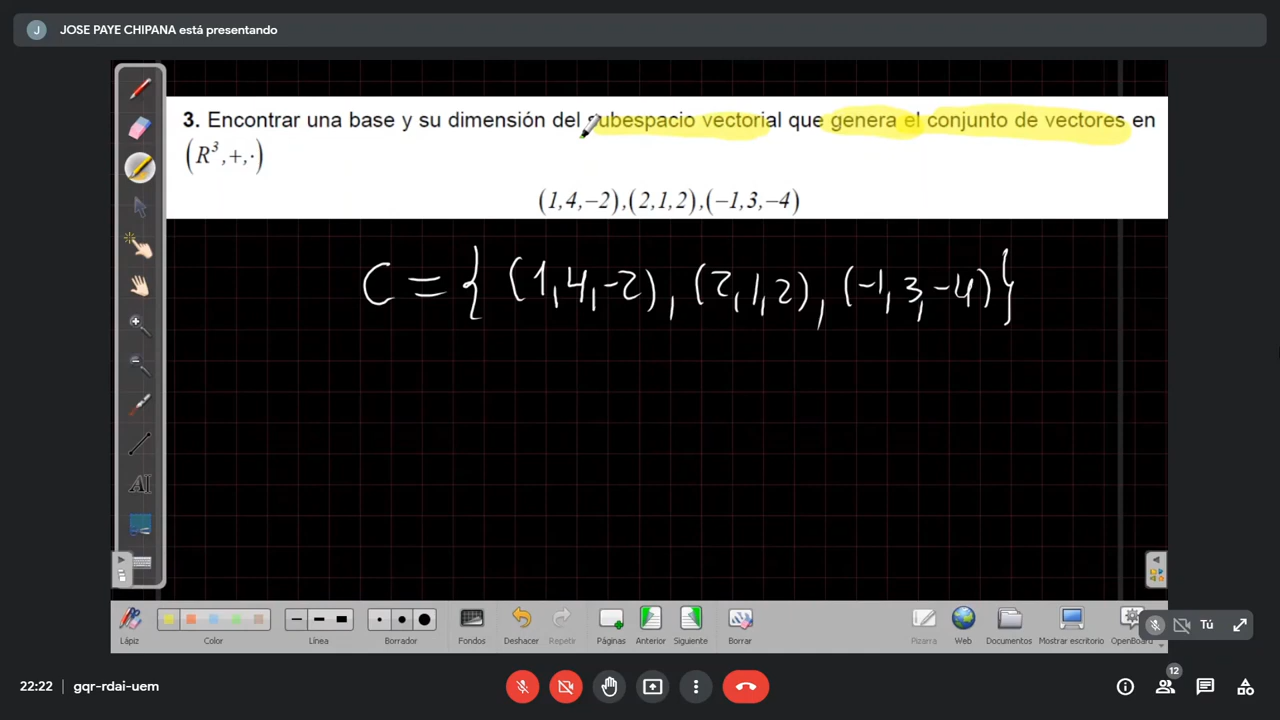 J JOSE PAYE CHIPANA está presentando
3. Encontrar una base y su dimensión del subespacio vectorial que genera el conjunto de vectores en
(R³,+,·)
(1,4,−2),(2,1,2),(−1,3,−4)
C = { (1,4,-2), (2,1,2), (-1,3,-4) }
AI
Lápiz Color Línea Borrador Fondos Deshacer Repetir Páginas Anterior Siguiente Borrar Pizarra Web Documentos Mostrar escritorio OpenBoard
Tú
22:22 | gqr-rdai-uem
12